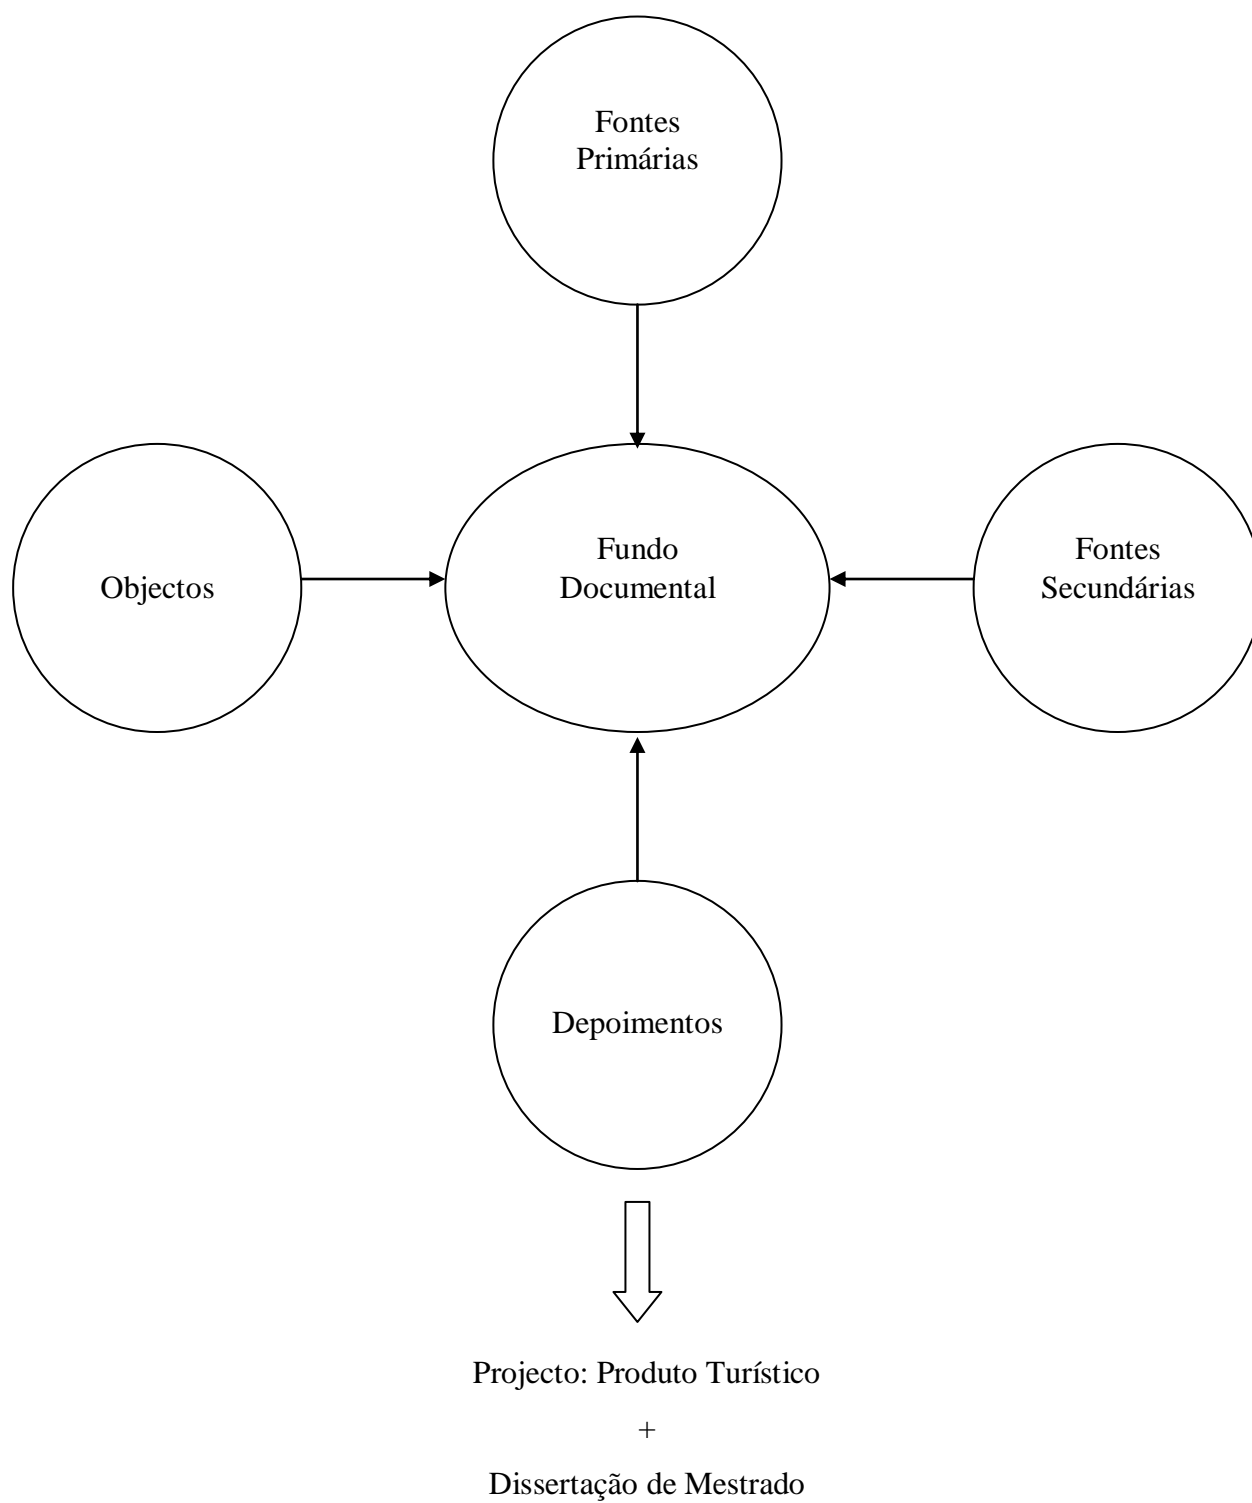 Fontes
Primárias
Objectos
Fundo
Documental
Fontes
Secundárias
Depoimentos
Projecto: Produto Turístico
+
Dissertação de Mestrado